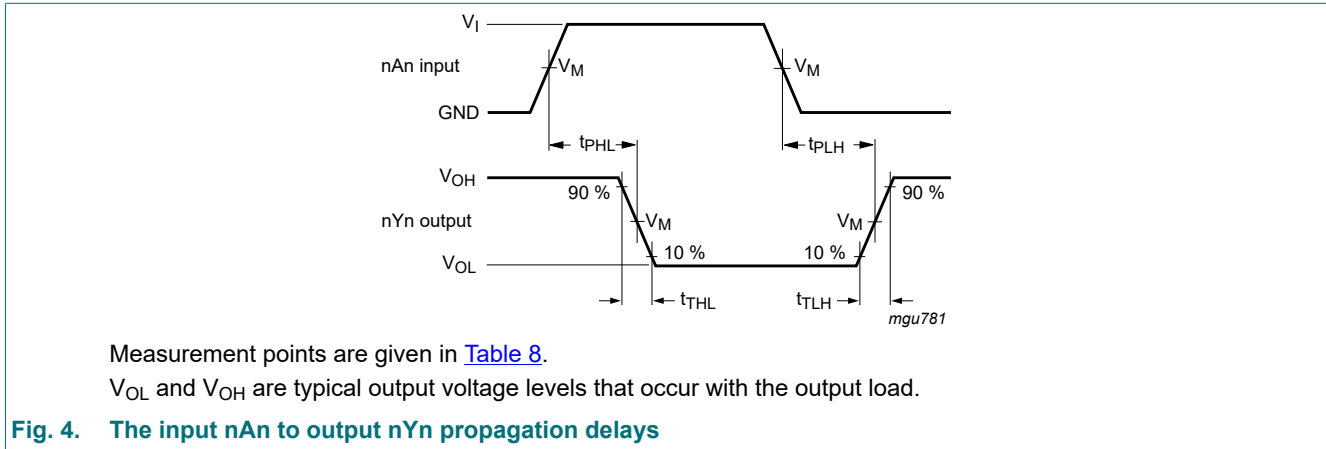 V_I
nAn input
V_M
V_M
GND
t_PHL
t_PLH
V_OH
90 %
90 %
nYn output
V_M
V_M
10 %
10 %
V_OL
t_THL
t_TLH
mgu781
Measurement points are given in Table 8.
V_OL and V_OH are typical output voltage levels that occur with the output load.
Fig. 4. The input nAn to output nYn propagation delays